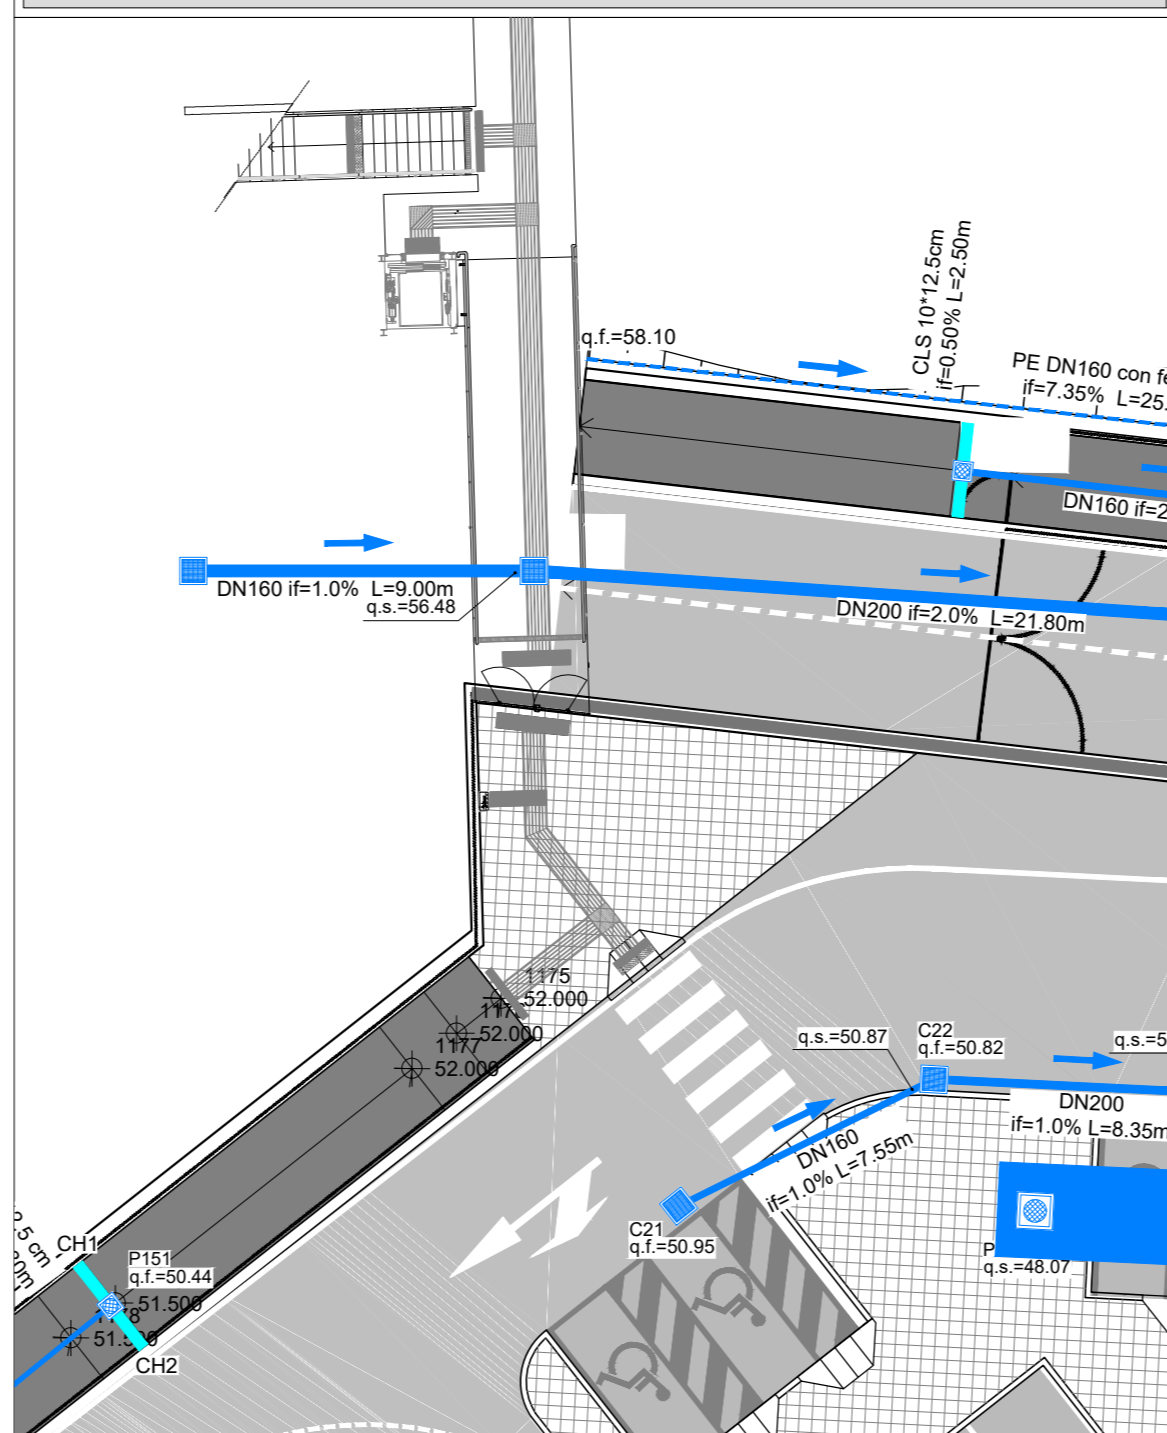 CLS 10*12.5cm
if=0.50% L=2.50m
q.f.=58.10
PE DN160 con
if=7.35% L=25.
DN160 if=2
DN160 if=1.0% L=9.00m
q.s.=56.48
DN200 if=2.0% L=21.80m
1175
52.000
52.000
1177
52.000
q.s.=50.87
C22
q.f.=50.82
q.s.=5
DN200
if=1.0% L=8.35m
DN160
if=1.0% L=7.55m
C21
q.f.=50.95
q.s.=48.07
CH1
P151
q.f.=50.44
51.500
CH2